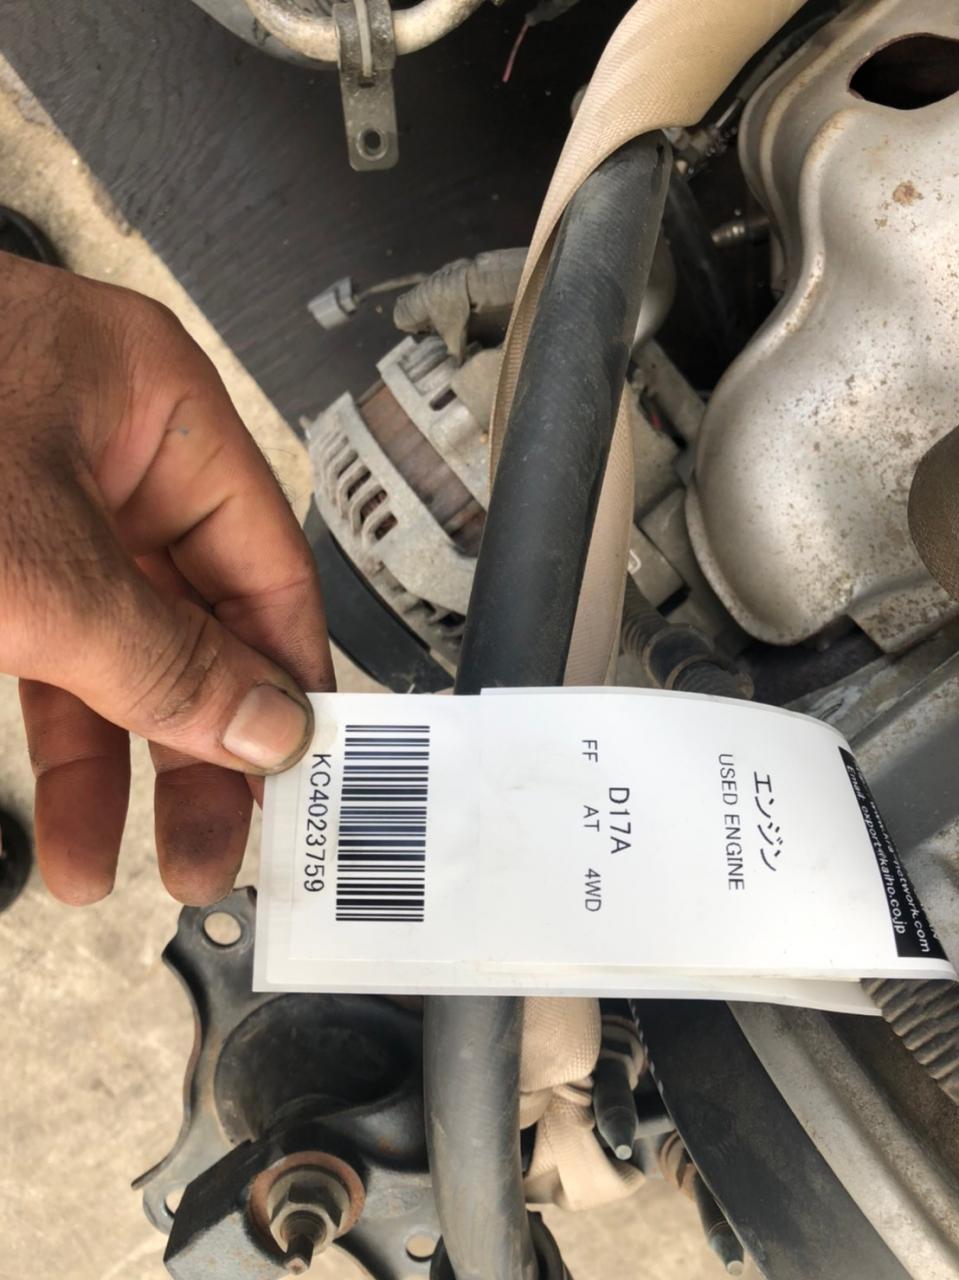 エンジン
USED ENGINE
D17A
FF AT 4WD
KC4023759